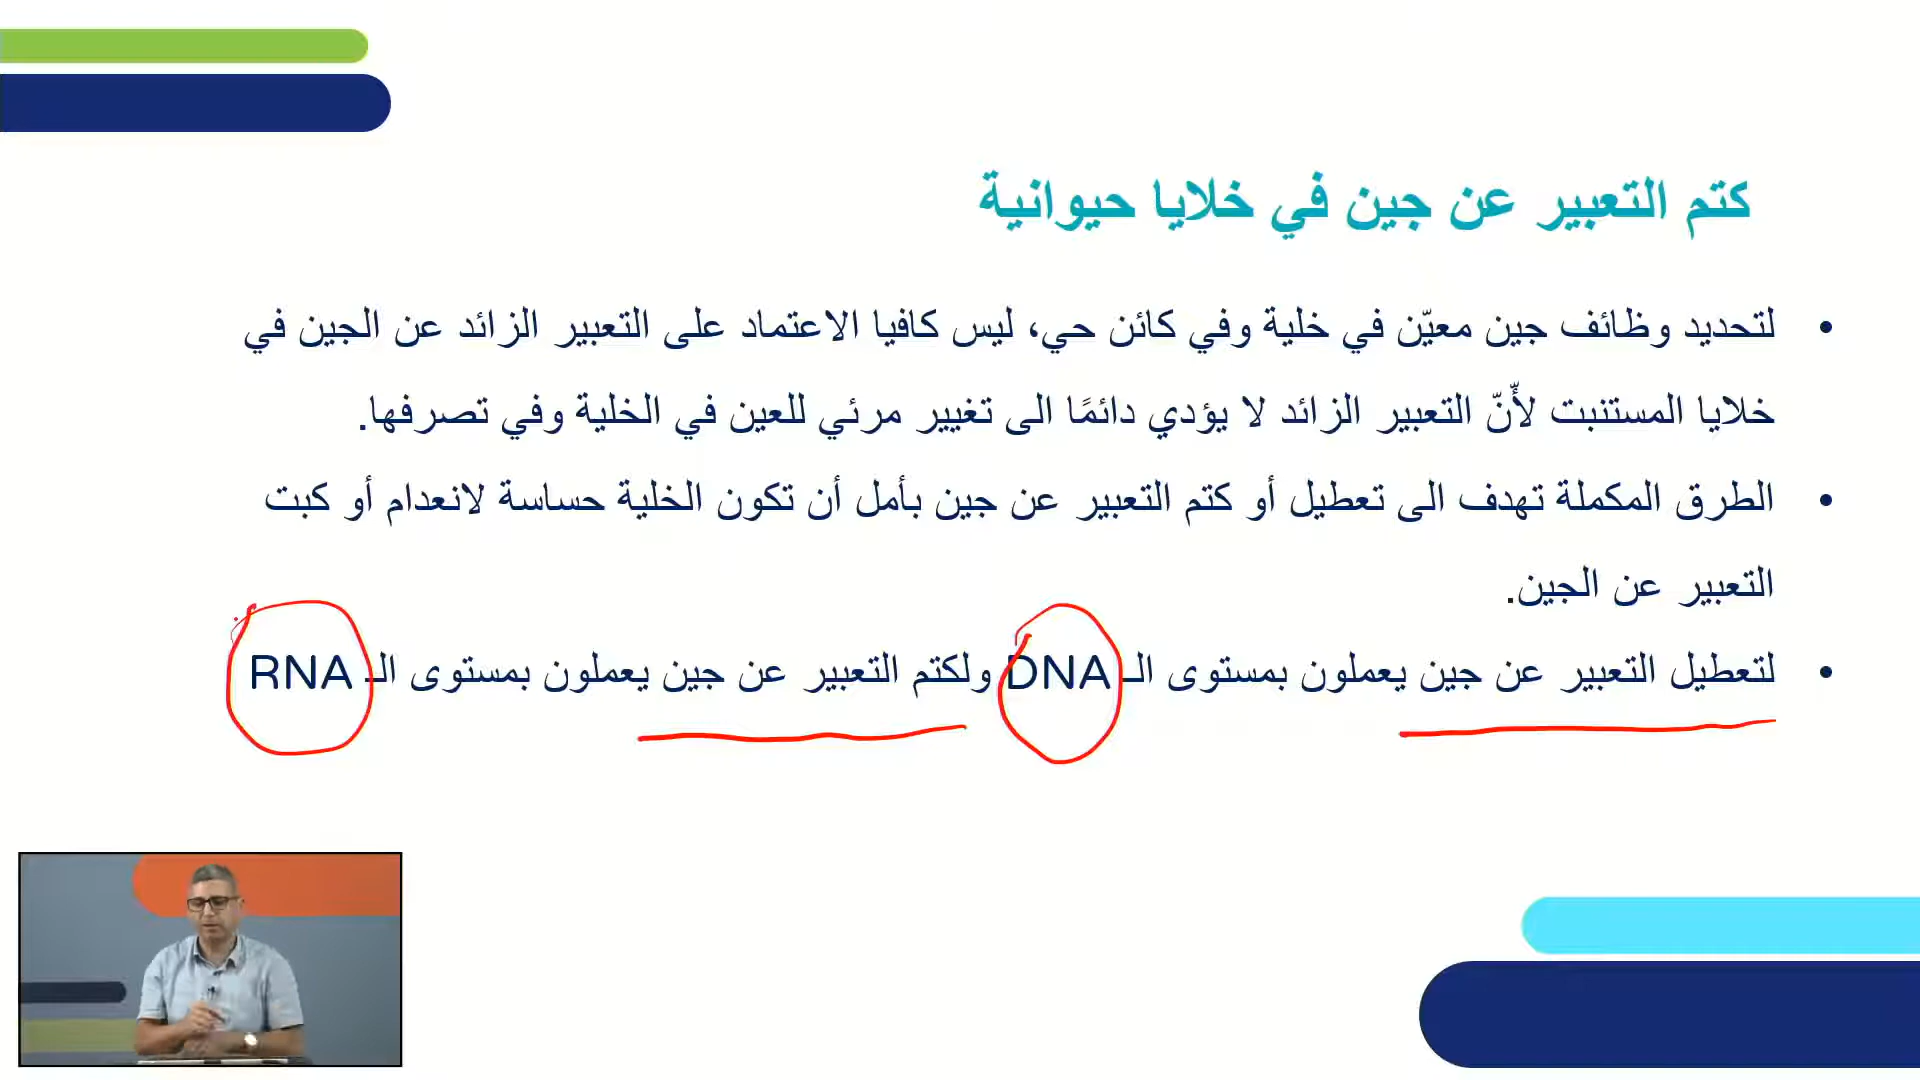 كتم التعبير عن جين في خلايا حيوانية
• لتحديد وظائف جين معيّن في خلية وفي كائن حي، ليس كافيا الاعتماد على التعبير الزائد عن الجين في
خلايا المستنبت لأّنّ التعبير الزائد لا يؤدي دائمًا الى تغيير مرئي للعين في الخلية وفي تصرفها.
• الطرق المكملة تهدف الى تعطيل أو كتم التعبير عن جين بأمل أن تكون الخلية حساسة لانعدام أو كبت
التعبير عن الجين.
• لتعطيل التعبير عن جين يعملون بمستوى الـ DNA ولكتم التعبير عن جين يعملون بمستوى الـ RNA